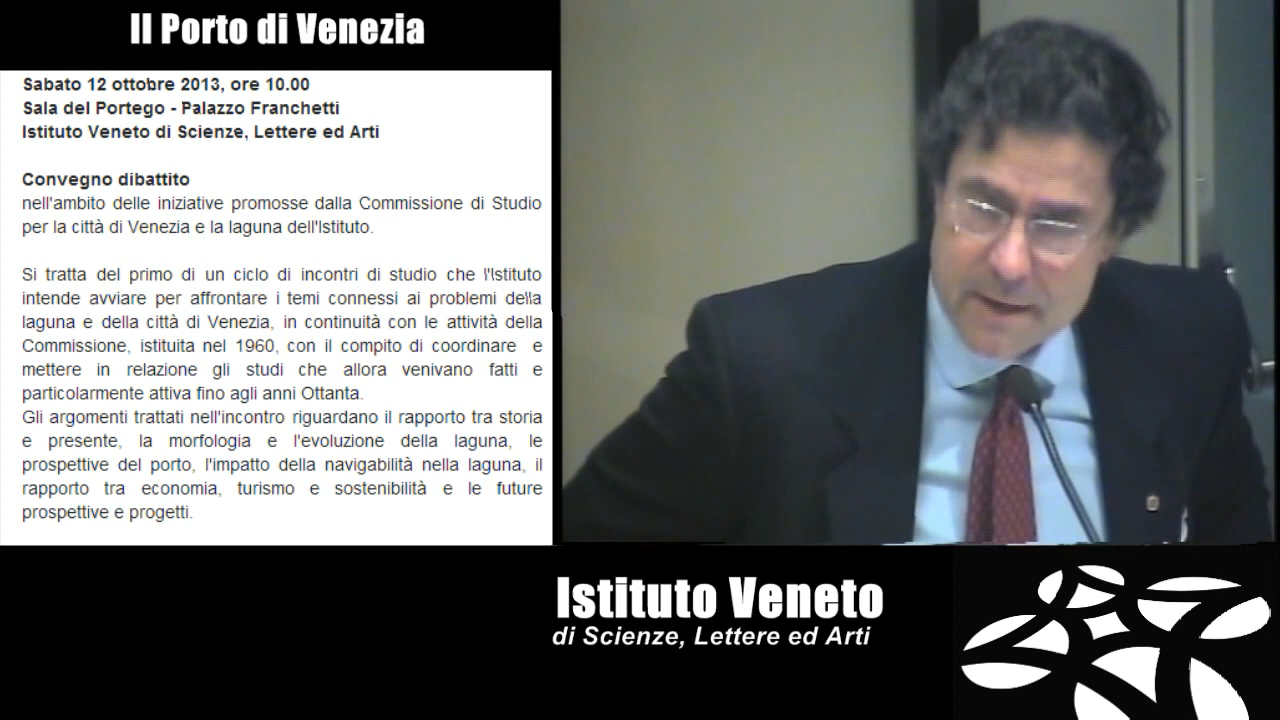 Il Porto di Venezia
Sabato 12 ottobre 2013, ore 10.00
Sala del Portego - Palazzo Franchetti
Istituto Veneto di Scienze, Lettere ed Arti
Convegno dibattito
nell'ambito delle iniziative promosse dalla Commissione di Studio
per la città di Venezia e la laguna dell'Istituto.
Si tratta del primo di un ciclo di incontri di studio che l'Istituto
intende avviare per affrontare i temi connessi ai problemi della
laguna e della città di Venezia, in continuità con le attività della
Commissione, istituita nel 1960, con il compito di coordinare e
mettere in relazione gli studi che allora venivano fatti e
particolarmente attiva fino agli anni Ottanta.
Gli argomenti trattati nell'incontro riguardano il rapporto tra storia
e presente, la morfologia e l'evoluzione della laguna, le
prospettive del porto, l'impatto della navigabilità nella laguna, il
rapporto tra economia, turismo e sostenibilità e le future
prospettive e progetti.
Istituto Veneto
di Scienze, Lettere ed Arti